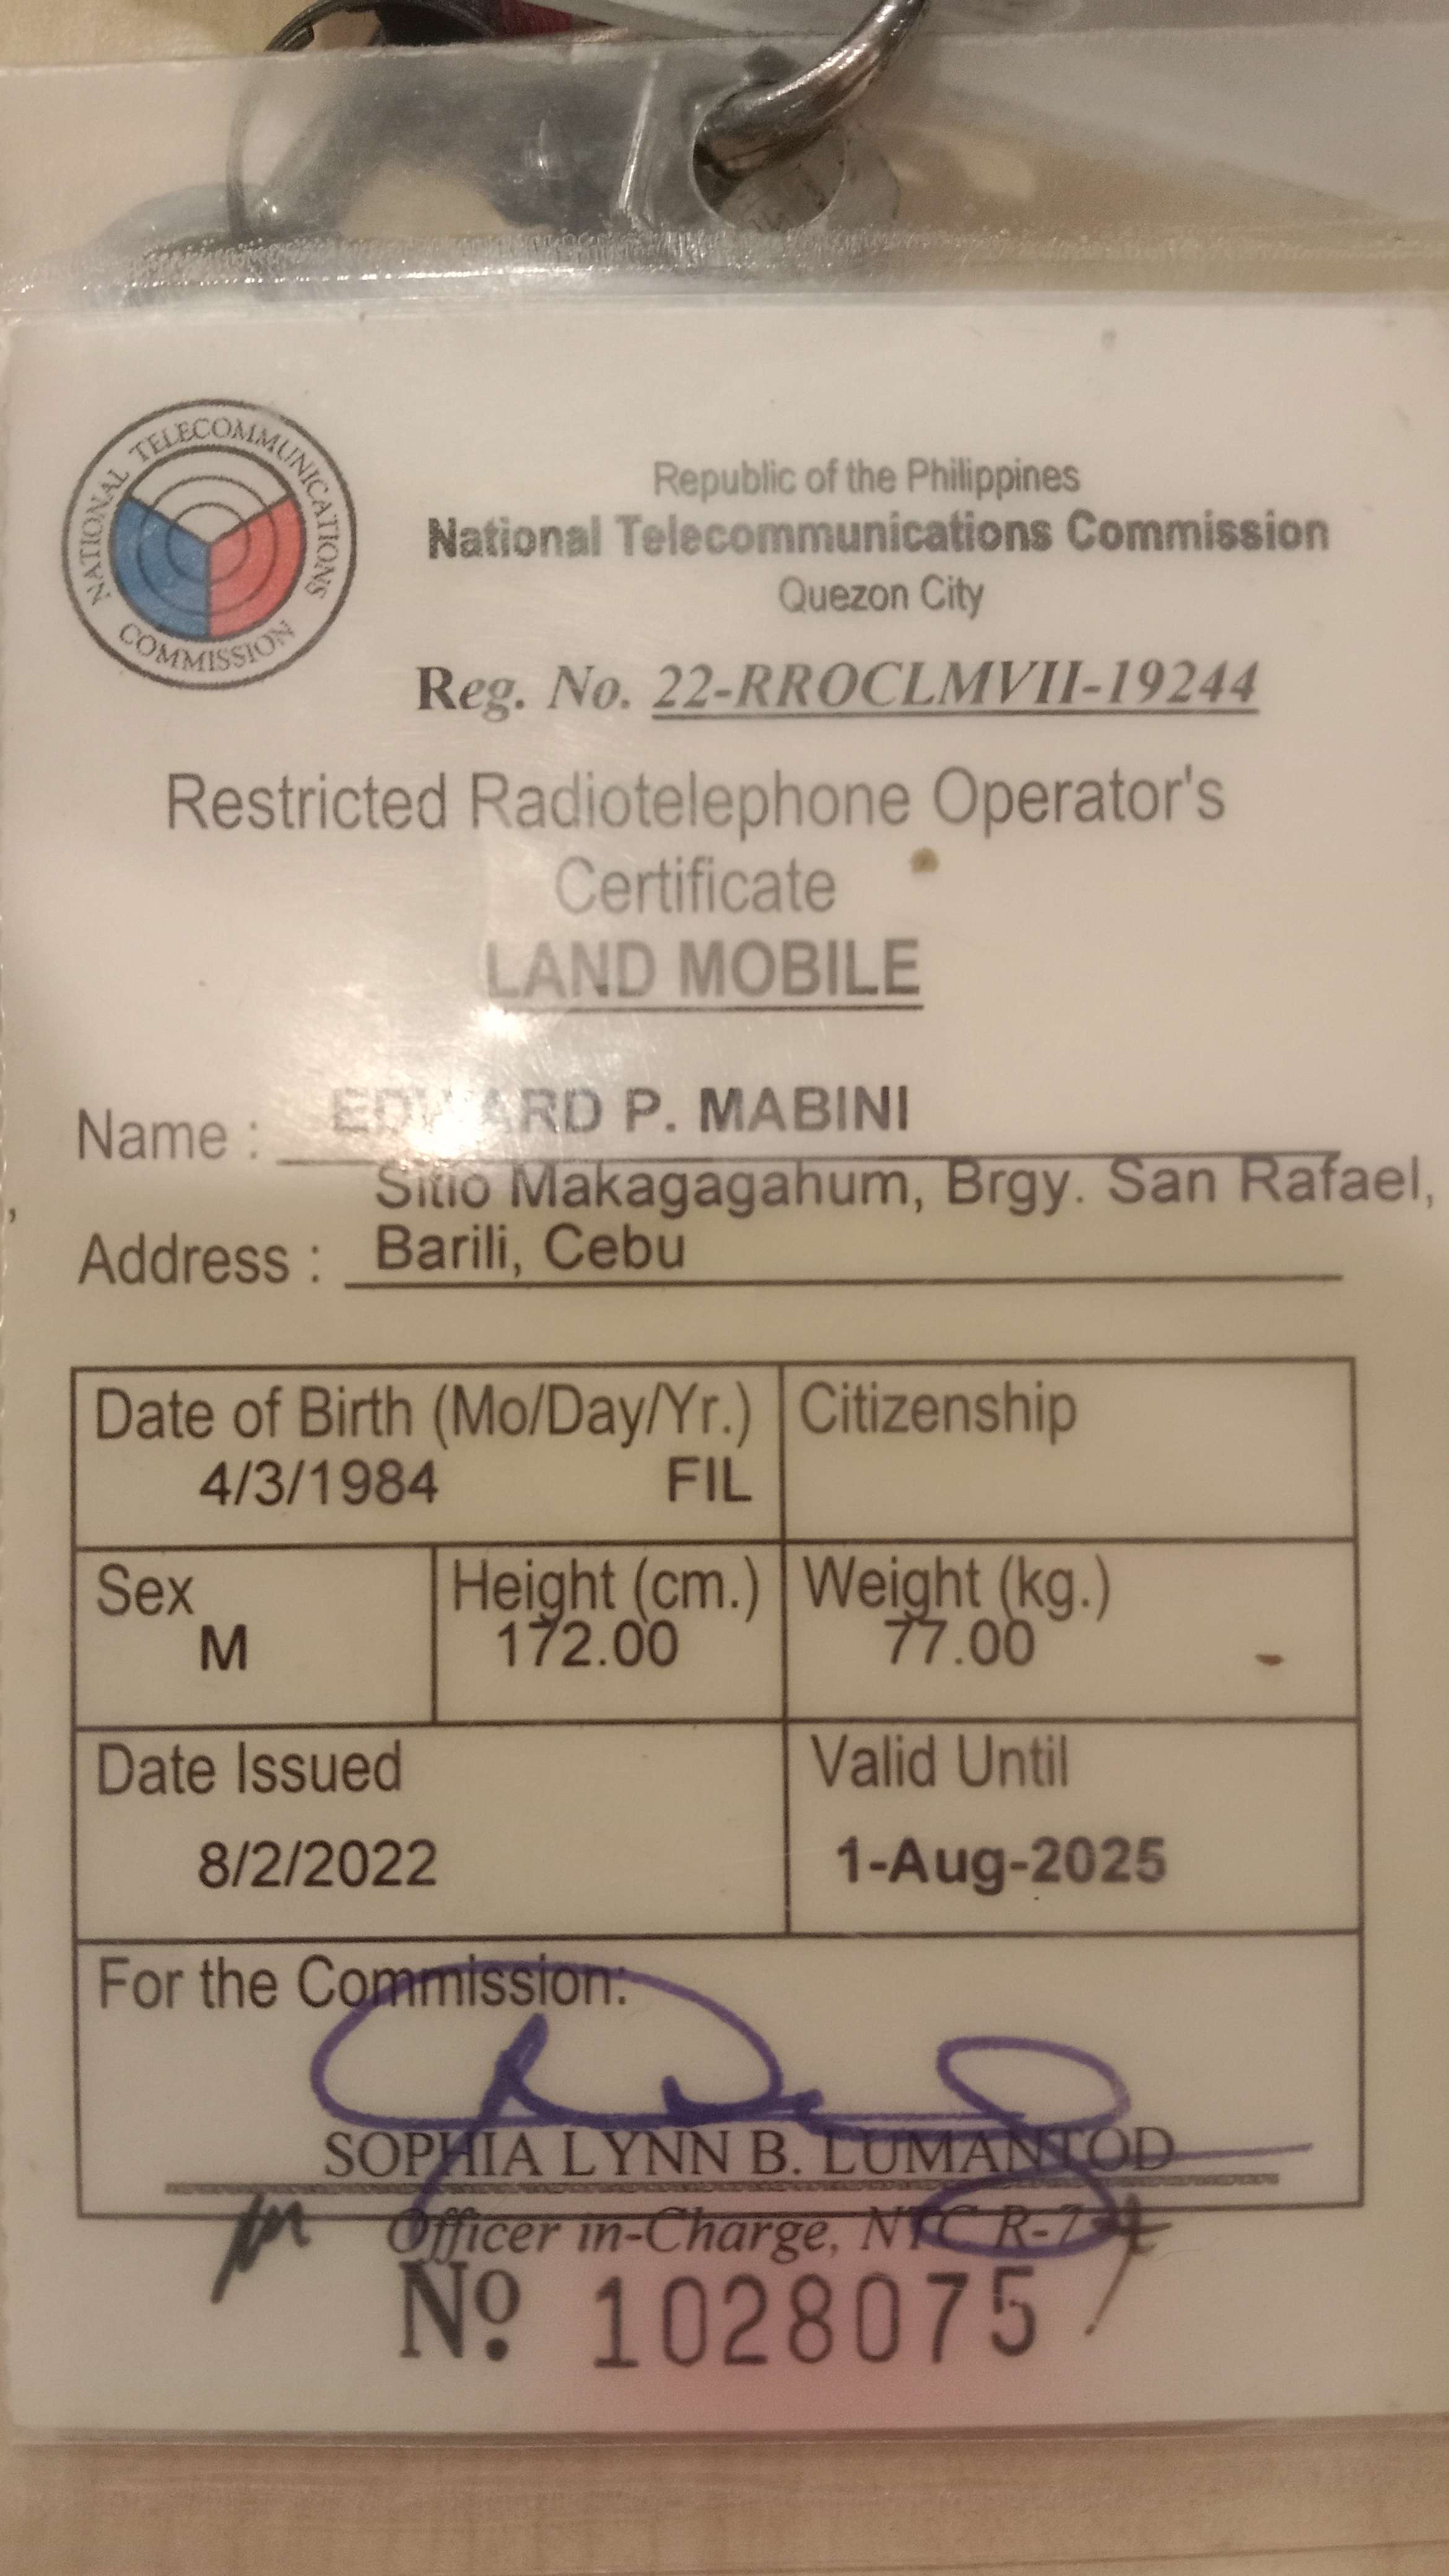 NATIONAL TELECOMMUNICATIONS COMMISSION
Republic of the Philippines
National Telecommunications Commission
Quezon City
Reg. No. 22-RROCLMVII-19244
Restricted Radiotelephone Operator's
Certificate
LAND MOBILE
Name : EDWARD P. MABINI
Sitio Makagagahum, Brgy. San Rafael,
Address : Barili, Cebu
Date of Birth (Mo/Day/Yr.) Citizenship
4/3/1984 FIL
Sex Height (cm.) Weight (kg.)
M 172.00 77.00
Date Issued Valid Until
8/2/2022 1-Aug-2025
For the Commission:
SOPHIA LYNN B. LUMANTOD
Officer in-Charge, NTC R-7
Nº 1028075